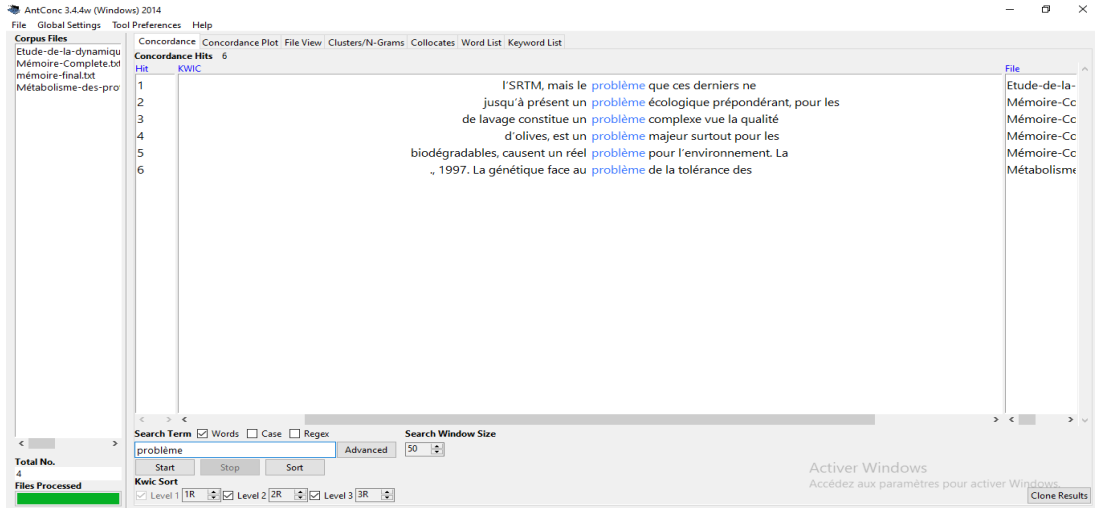 AntConc 3.4.4w (Windows) 2014
File Global Settings Tool Preferences Help
Corpus Files
Etude-de-la-dynamiqu
Mémoire-Complete.txt
mémoire-final.txt
Métabolisme-des-pro
Concordance Concordance Plot File View Clusters/N-Grams Collocates Word List Keyword List
Concordance Hits 6
Hit KWIC File
1 l'SRTM, mais le problème que ces derniers ne Etude-de-la-
2 jusqu'à présent un problème écologique prépondérant, pour les Mémoire-Cc
3 de lavage constitue un problème complexe vue la qualité Mémoire-Cc
4 d'olives, est un problème majeur surtout pour les Mémoire-Cc
5 biodégradables, causent un réel problème pour l'environnement. La Mémoire-Cc
6 ., 1997. La génétique face au problème de la tolérance des Métabolisme
Search Term Words Case Regex Search Window Size
problème Advanced 50
Start Stop Sort
Kwic Sort
Level 1 1R Level 2 2R Level 3 3R
Total No.
4
Files Processed
Activer Windows
Accédez aux paramètres pour activer Windows.
Clone Results